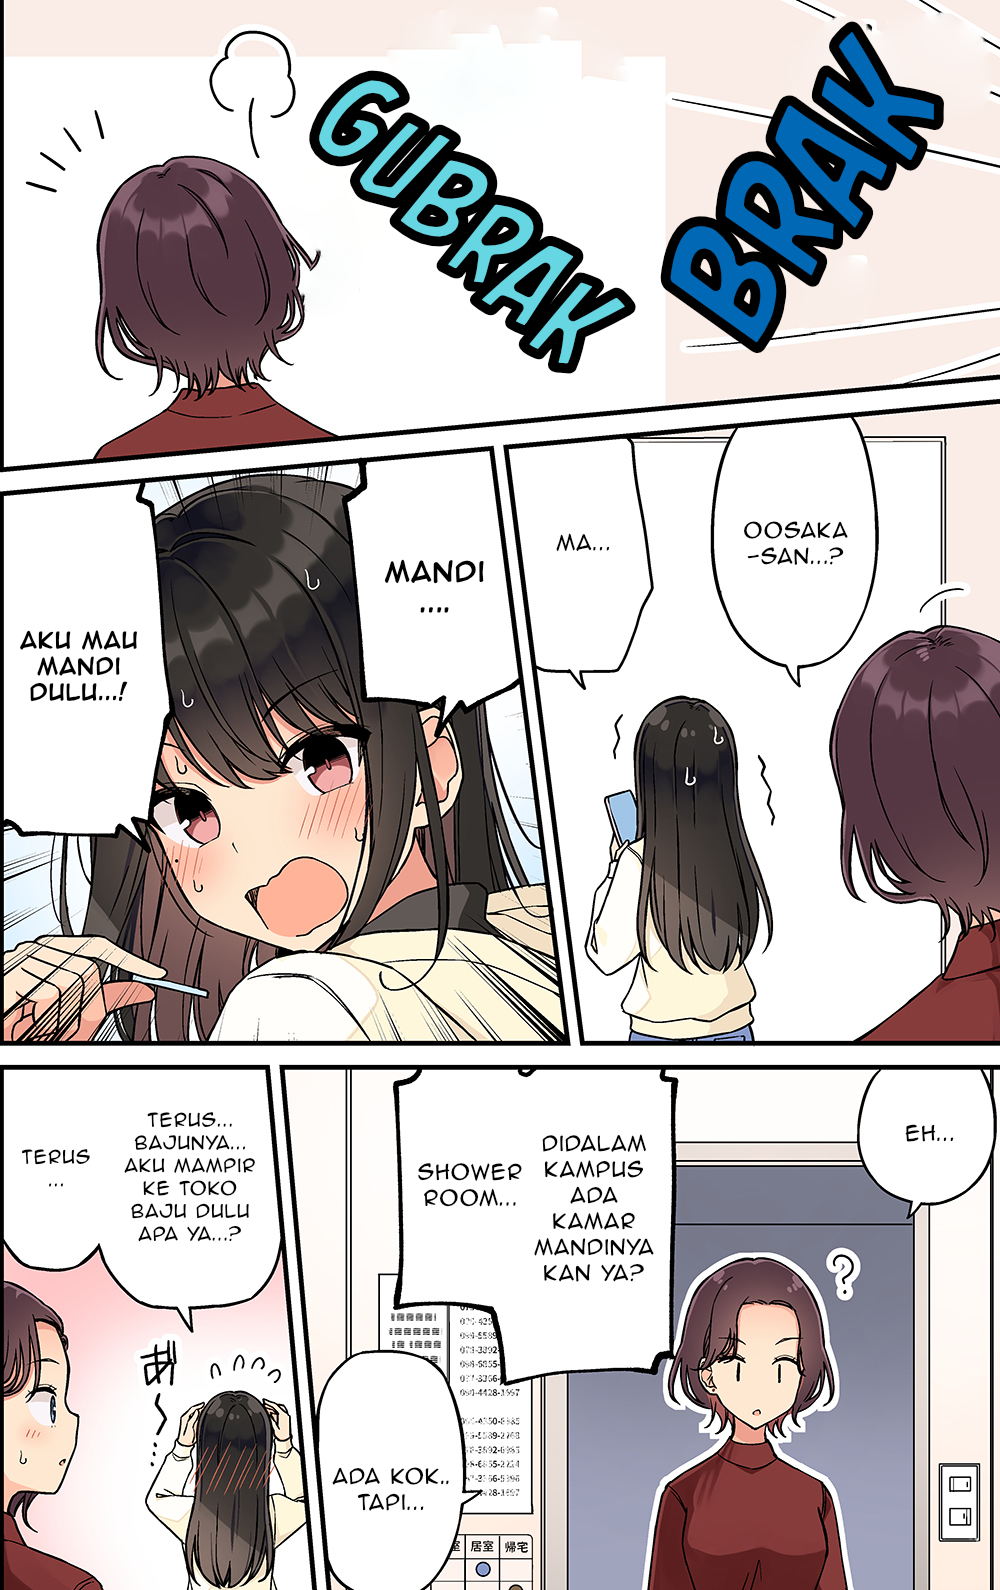 BRAK
GUBRAK
OOSAKA
-SAN...?
MA...
MANDI
....
AKU MAU
MANDI
DULU...!
EH...
DIDALAM
KAMPUS
ADA
KAMAR
MANDINYA
KAN YA?
SHOWER
ROOM...
ADA KOK..
TAPI...
居室
帰宅
TERUS...
BAJUNYA...
AKU MAMPIR
KE TOKO
BAJU DULU
APA YA...?
TERUS
...